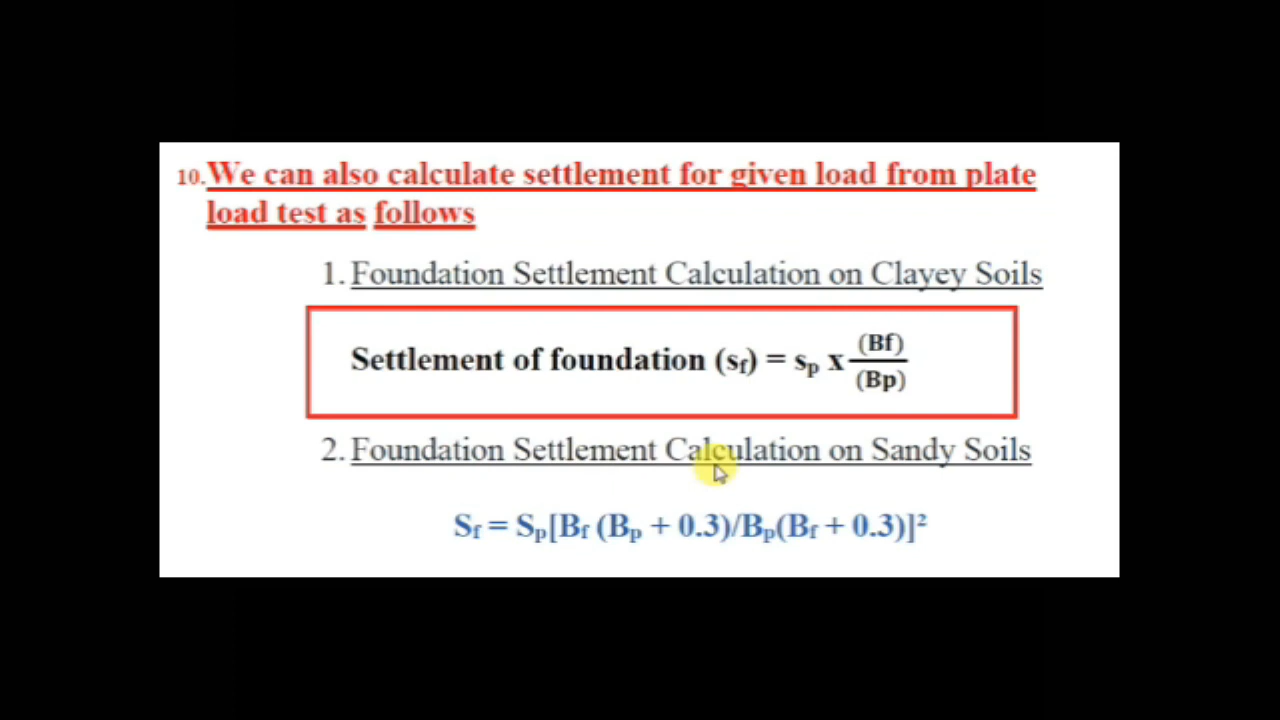 10. We can also calculate settlement for given load from plate
load test as follows
1. Foundation Settlement Calculation on Clayey Soils
Settlement of foundation (sf) = sp x (Bf)/(Bp)
2. Foundation Settlement Calculation on Sandy Soils
Sf = Sp[Bf (Bp + 0.3)/Bp(Bf + 0.3)]²